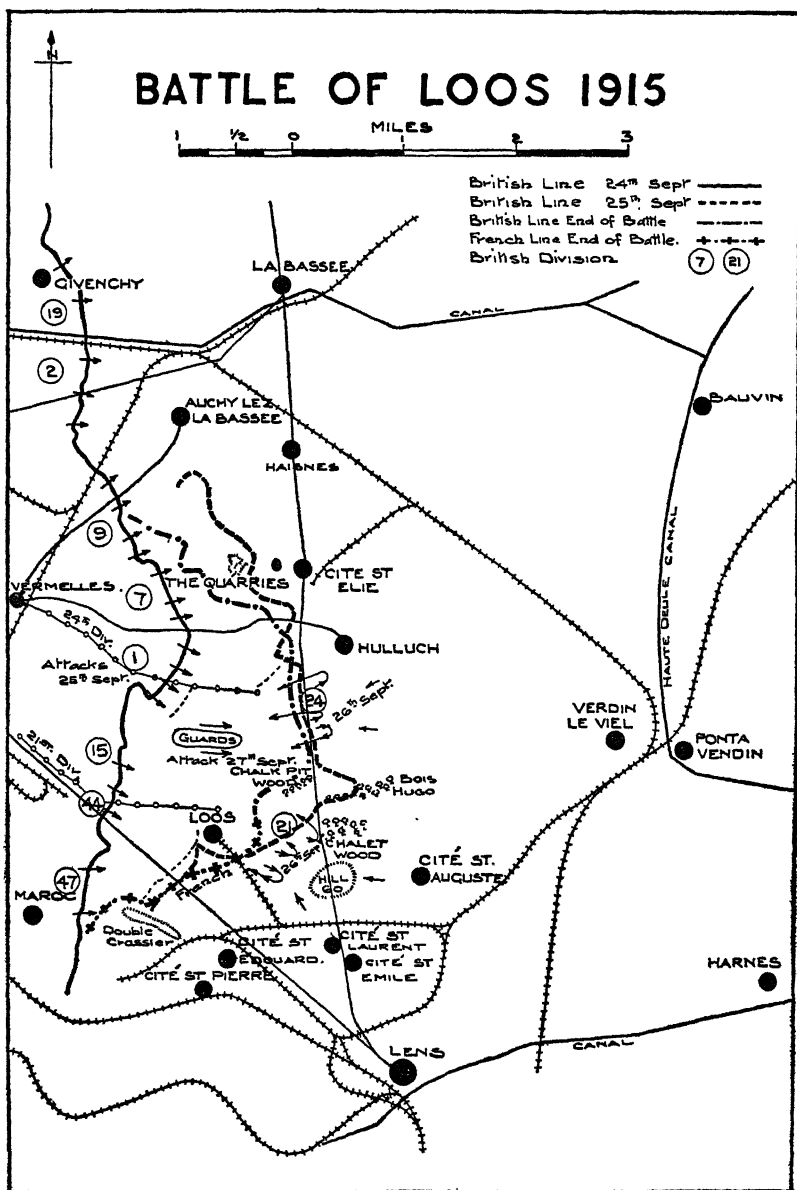 N
BATTLE OF LOOS 1915
MILES
1 ½ 0 1 2 3
British Line 24TH Sept
British Line 25TH Sept
British Line End of Battle
French Line End of Battle.
British Division 7 21
GIVENCHY
LA BASSEE
19
CANAL
2
AUCHY LEZ
LA BASSEE
BAUVIN
HAISNES
9
HAUTE DEULE CANAL
THE QUARRIES
CITE ST
ELIE
VERMELLES.
7
24TH DIV.
HULLUCH
1
Attacks
25TH Sept.
24
26TH Sept.
VERDIN
LE VIEL
PONTA
VENDIN
GUARDS
15
21ST DIV.
Attack 27TH Sept.
CHALK PIT
WOOD
BOIS
HUGO
44
LOOS
21
26TH Sept
CHALET
WOOD
47
French
HILL
60
CITÉ ST.
AUGUSTE
MAROC
Double
Crassier
CITÉ ST
EDOUARD.
CITÉ ST
LAURENT
CITÉ ST
EMILE
CITÉ ST PIERRE
HARNES
LENS
CANAL